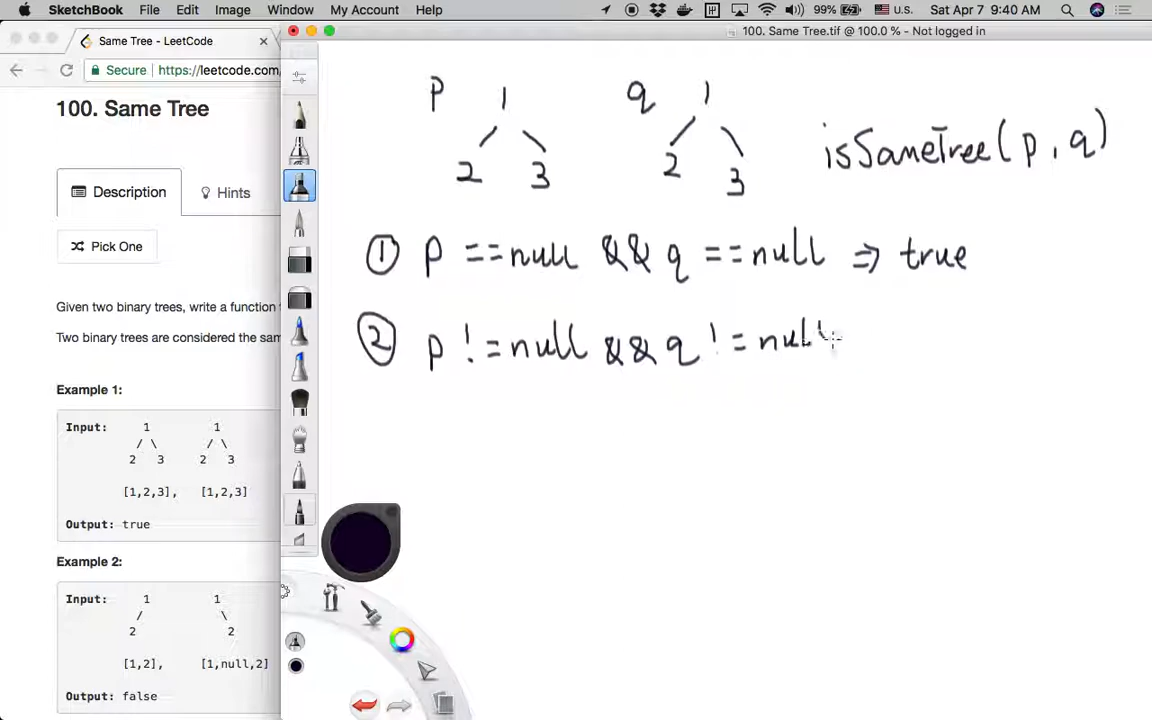 SketchBook File Edit Image Window My Account Help 99% U.S. Sat Apr 7 9:40 AM
Same Tree - LeetCode
100. Same Tree.tif @ 100.0 % - Not logged in
Secure https://leetcode.com
100. Same Tree
Description
Hints
Pick One
Given two binary trees, write a function
Two binary trees are considered the sam
Example 1:
Input: 1 1
/ \ / \
2 3 2 3
[1,2,3], [1,2,3]
Output: true
Example 2:
Input: 1 1
/ \
2 2
[1,2], [1,null,2]
Output: false
p 1 q 1
2 3 2 3
isSameTree(p, q)
① p ==null && q ==null => true
② p !=null && q !=null